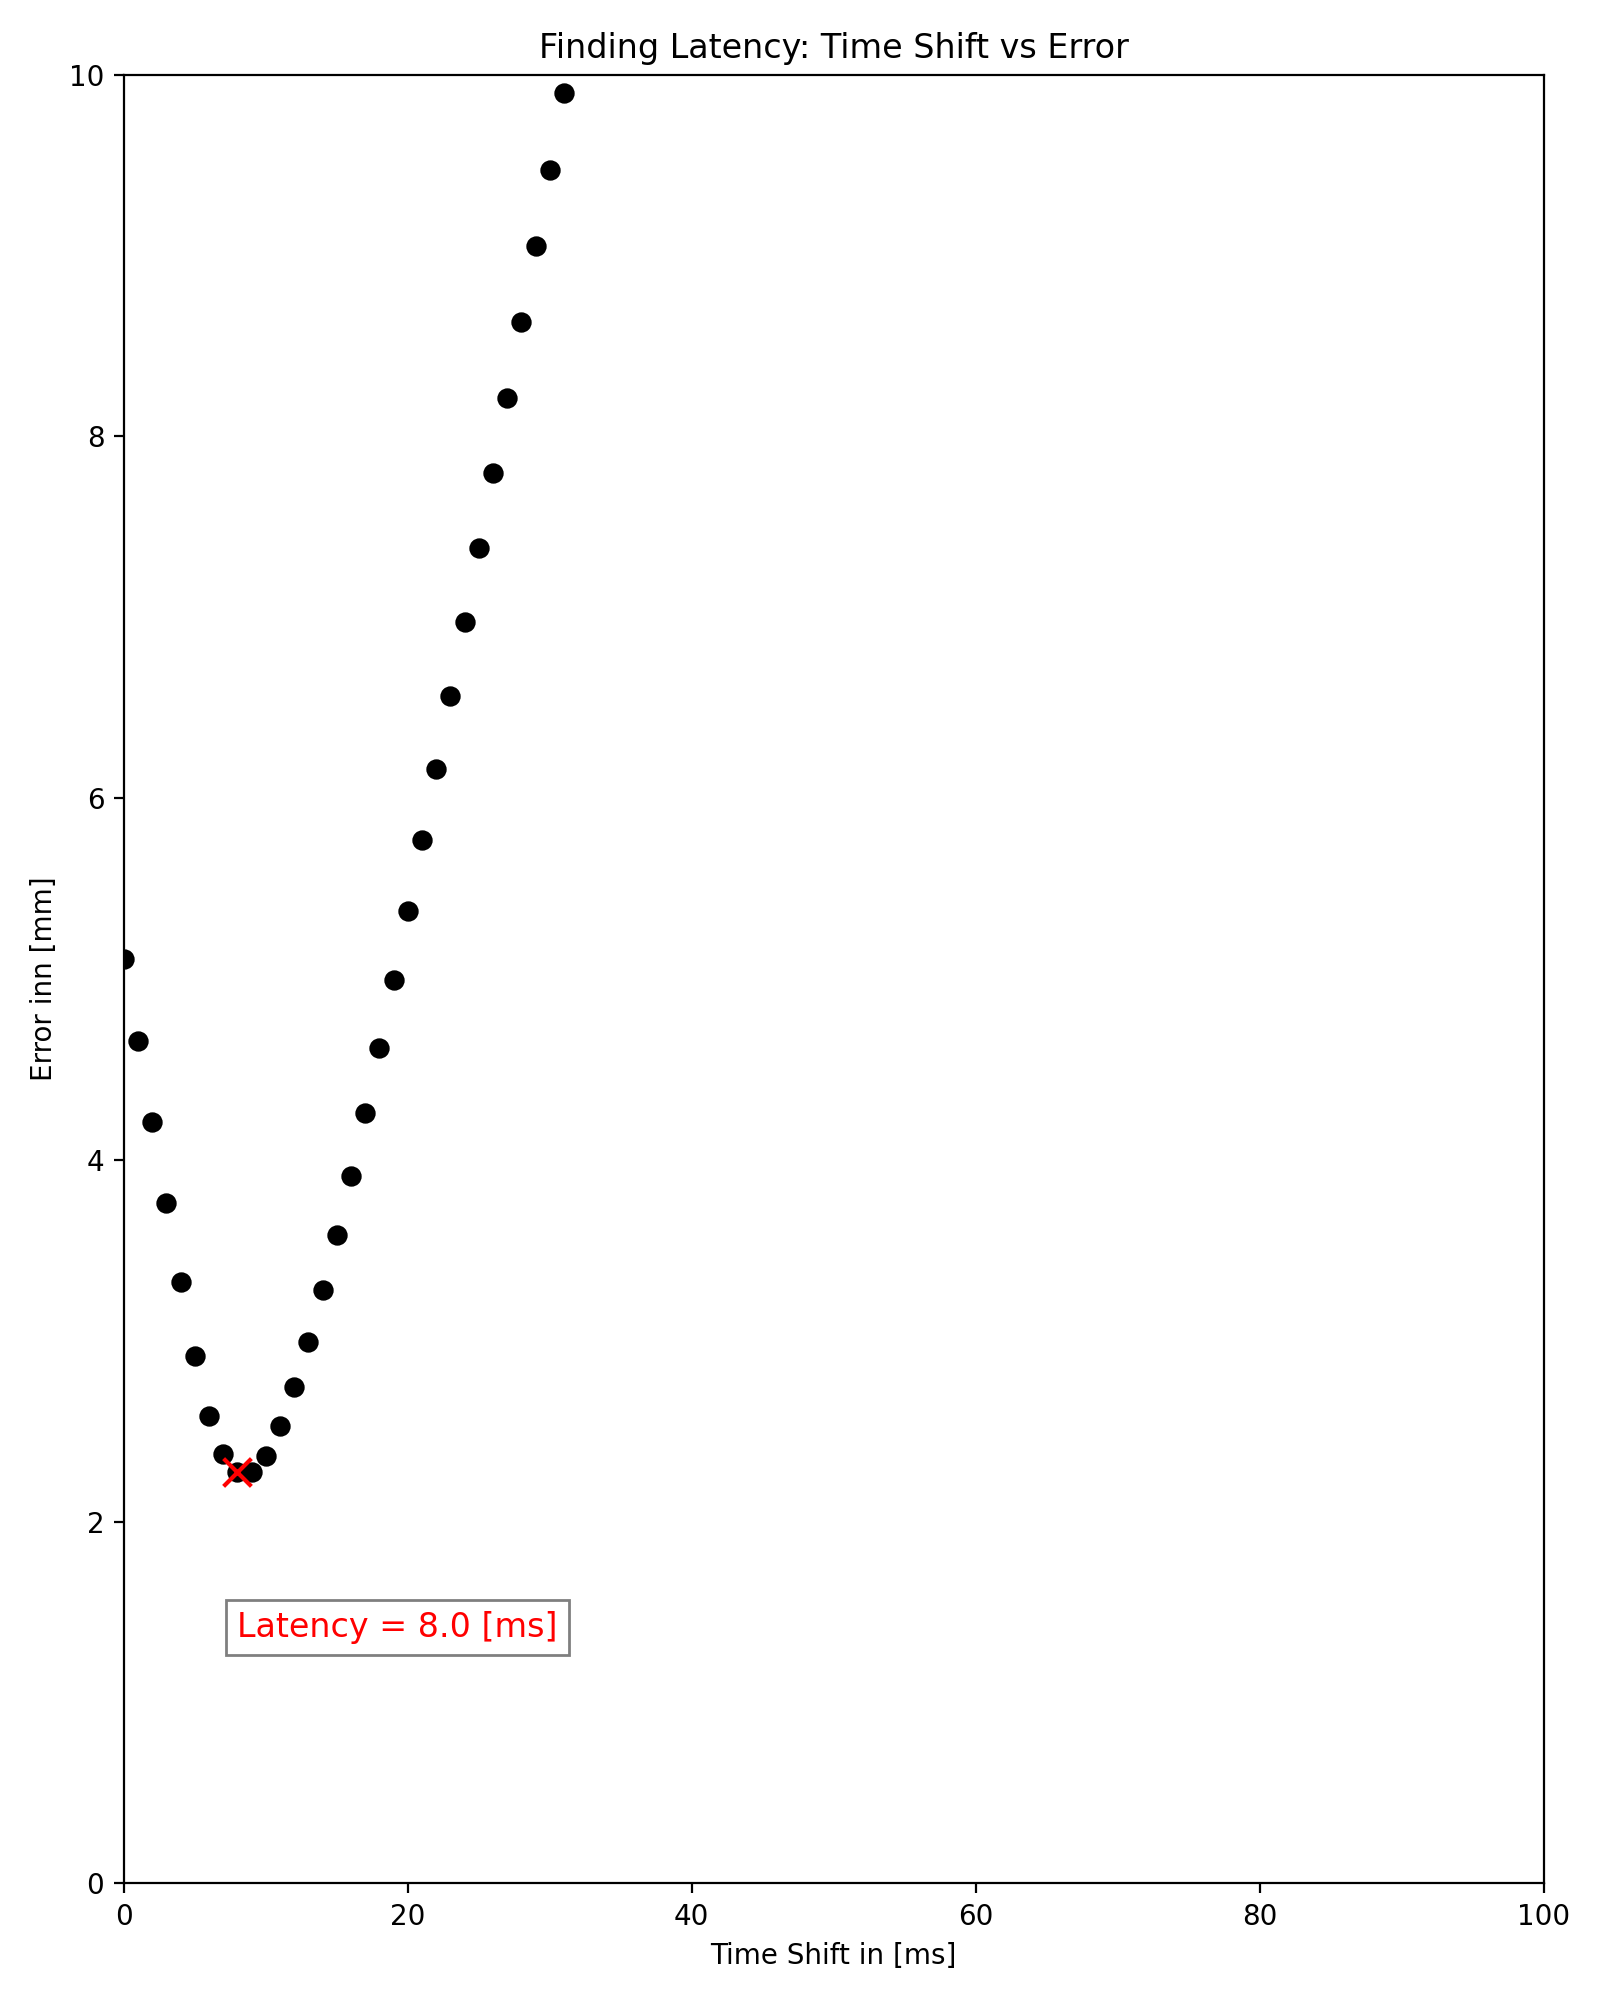 Finding Latency: Time Shift vs Error
10
8
6
4
2
0
Error inn [mm]
Latency = 8.0 [ms]
0 20 40 60 80 100
Time Shift in [ms]